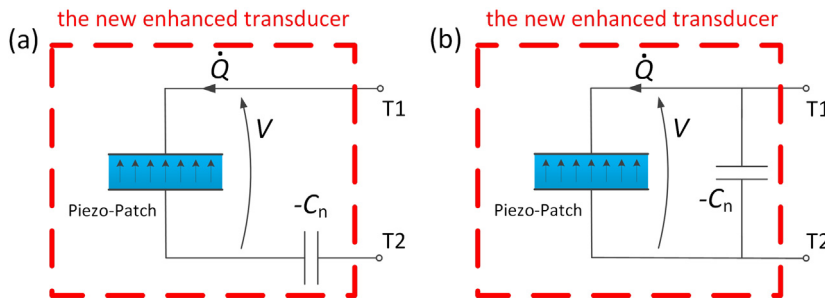 the new enhanced transducer
(a)
Q̇
T1
V
Piezo-Patch
-Cn
T2
the new enhanced transducer
(b)
Q̇
T1
V
Piezo-Patch
-Cn
T2